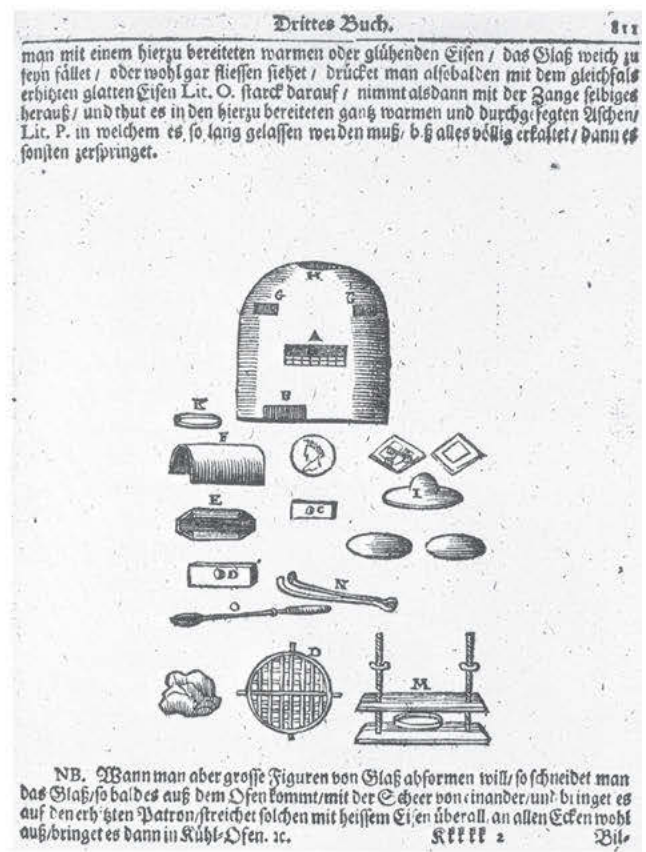 Drittes Buch. 811
man mit einem hierzu bereiteten warmen oder glühenden Eisen / das Glaß weich zu
seyn fället / oder wohl gar fliessen siehet / drücket man alsobalden mit dem gleichfals
erhitzten glatten Eisen Lit. O. starck darauf / nimmt alsdann mit der Zange selbiges
herauß / und thut es in den hierzu bereiteten gantz warmen und durchgesegten Aschen /
Lit. P. in welchem es so lang gelassen werden muß / biß alles völlig erkaltet / dann es
sonsten zerspringet.
H
G G
A
B
K
F
I
E
C
D
N
O
D
M
NB. Wann man aber grosse Figuren von Glaß abformen will / so schneidet man
das Glaß / so bald es auß dem Ofen kommt / mit der Scheer von einander / und bringet es
auf den erhitzten Patron / streichet solchen mit heissem Eisen überall an allen Ecken wohl
auß / bringet es dann in Kühl-Ofen. ꝛc. Kkkkk 2 Bil-